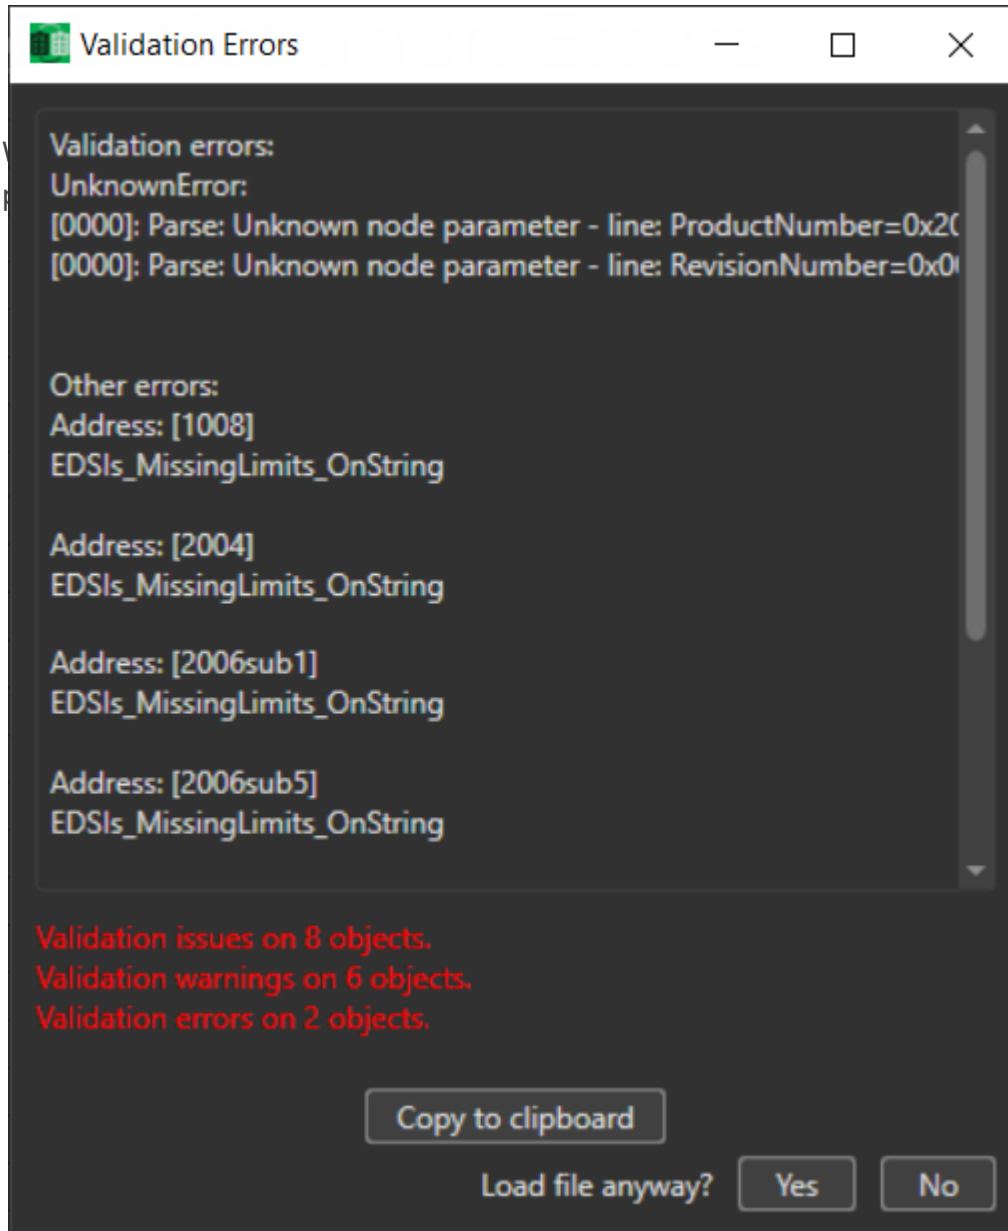 Validation Errors
Validation errors:
UnknownError:
[0000]: Parse: Unknown node parameter - line: ProductNumber=0x20
[0000]: Parse: Unknown node parameter - line: RevisionNumber=0x00
Other errors:
Address: [1008]
EDSIs_MissingLimits_OnString
Address: [2004]
EDSIs_MissingLimits_OnString
Address: [2006sub1]
EDSIs_MissingLimits_OnString
Address: [2006sub5]
EDSIs_MissingLimits_OnString
Validation issues on 8 objects.
Validation warnings on 6 objects.
Validation errors on 2 objects.
Copy to clipboard
Load file anyway? Yes No